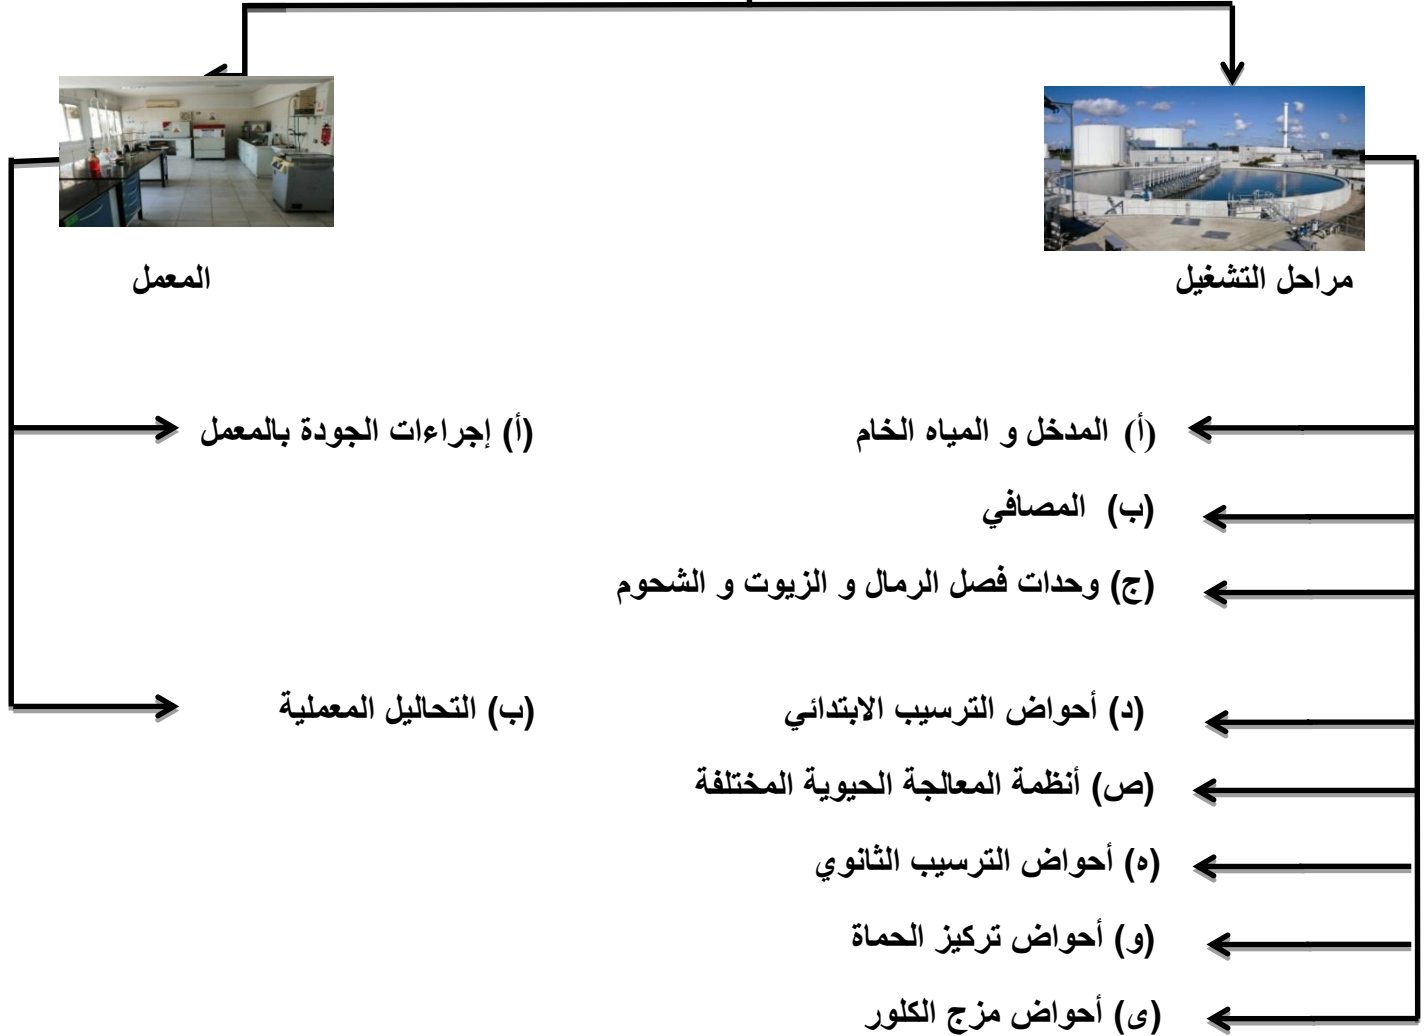 مراحل التشغيل
المعمل
(أ) المدخل و المياه الخام
(أ) إجراءات الجودة بالمعمل
(ب) المصافي
(ج) وحدات فصل الرمال و الزيوت و الشحوم
(د) أحواض الترسيب الابتدائي
(ب) التحاليل المعملية
(ص) أنظمة المعالجة الحيوية المختلفة
(ه) أحواض الترسيب الثانوي
(و) أحواض تركيز الحماة
(ى) أحواض مزج الكلور